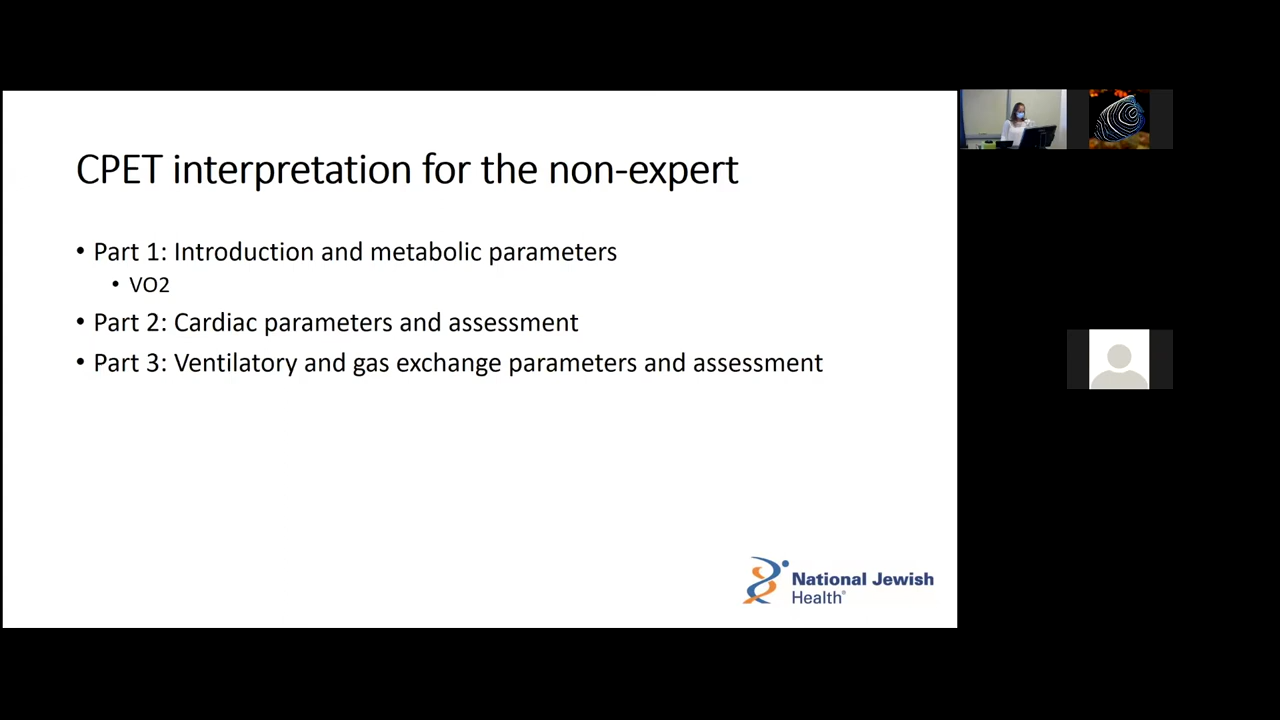 CPET interpretation for the non-expert
• Part 1: Introduction and metabolic parameters
• VO2
• Part 2: Cardiac parameters and assessment
• Part 3: Ventilatory and gas exchange parameters and assessment
National Jewish
Health®